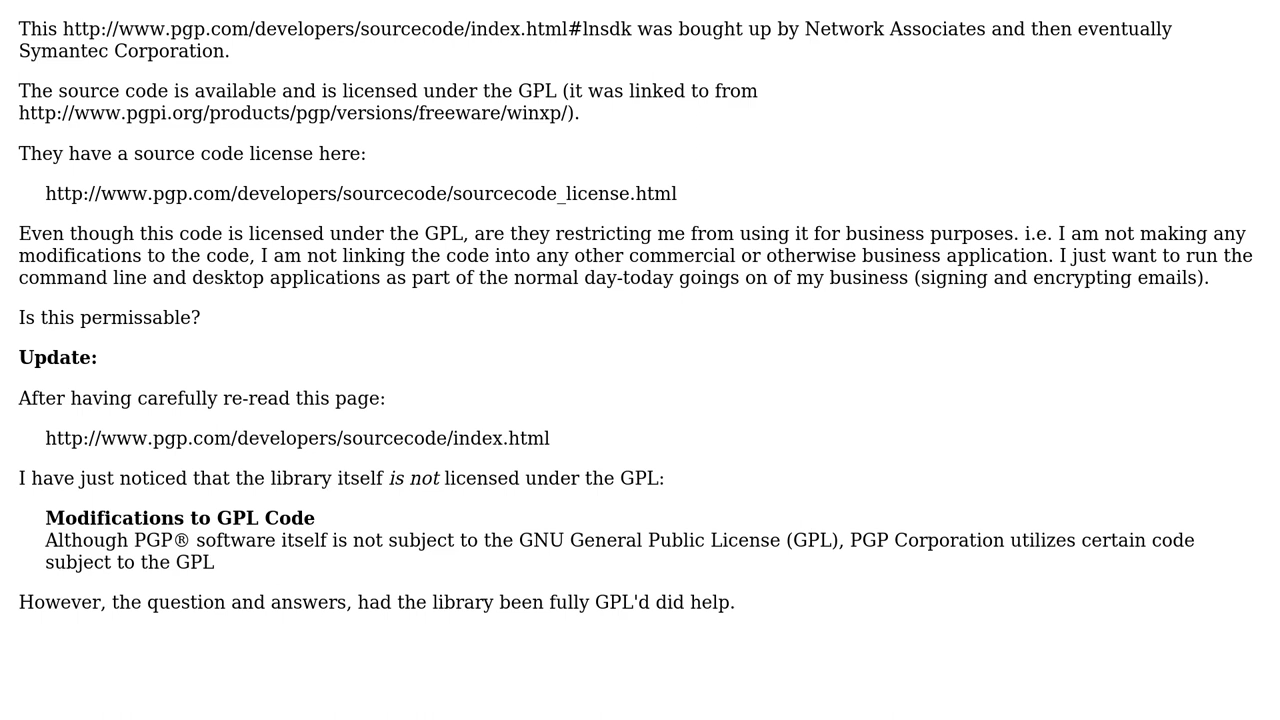 This http://www.pgp.com/developers/sourcecode/index.html#lnsdk was bought up by Network Associates and then eventually
Symantec Corporation.
The source code is available and is licensed under the GPL (it was linked to from
http://www.pgpi.org/products/pgp/versions/freeware/winxp/).
They have a source code license here:
http://www.pgp.com/developers/sourcecode/sourcecode_license.html
Even though this code is licensed under the GPL, are they restricting me from using it for business purposes. i.e. I am not making any
modifications to the code, I am not linking the code into any other commercial or otherwise business application. I just want to run the
command line and desktop applications as part of the normal day-today goings on of my business (signing and encrypting emails).
Is this permissable?
Update:
After having carefully re-read this page:
http://www.pgp.com/developers/sourcecode/index.html
I have just noticed that the library itself is not licensed under the GPL:
Modifications to GPL Code
Although PGP® software itself is not subject to the GNU General Public License (GPL), PGP Corporation utilizes certain code
subject to the GPL
However, the question and answers, had the library been fully GPL'd did help.